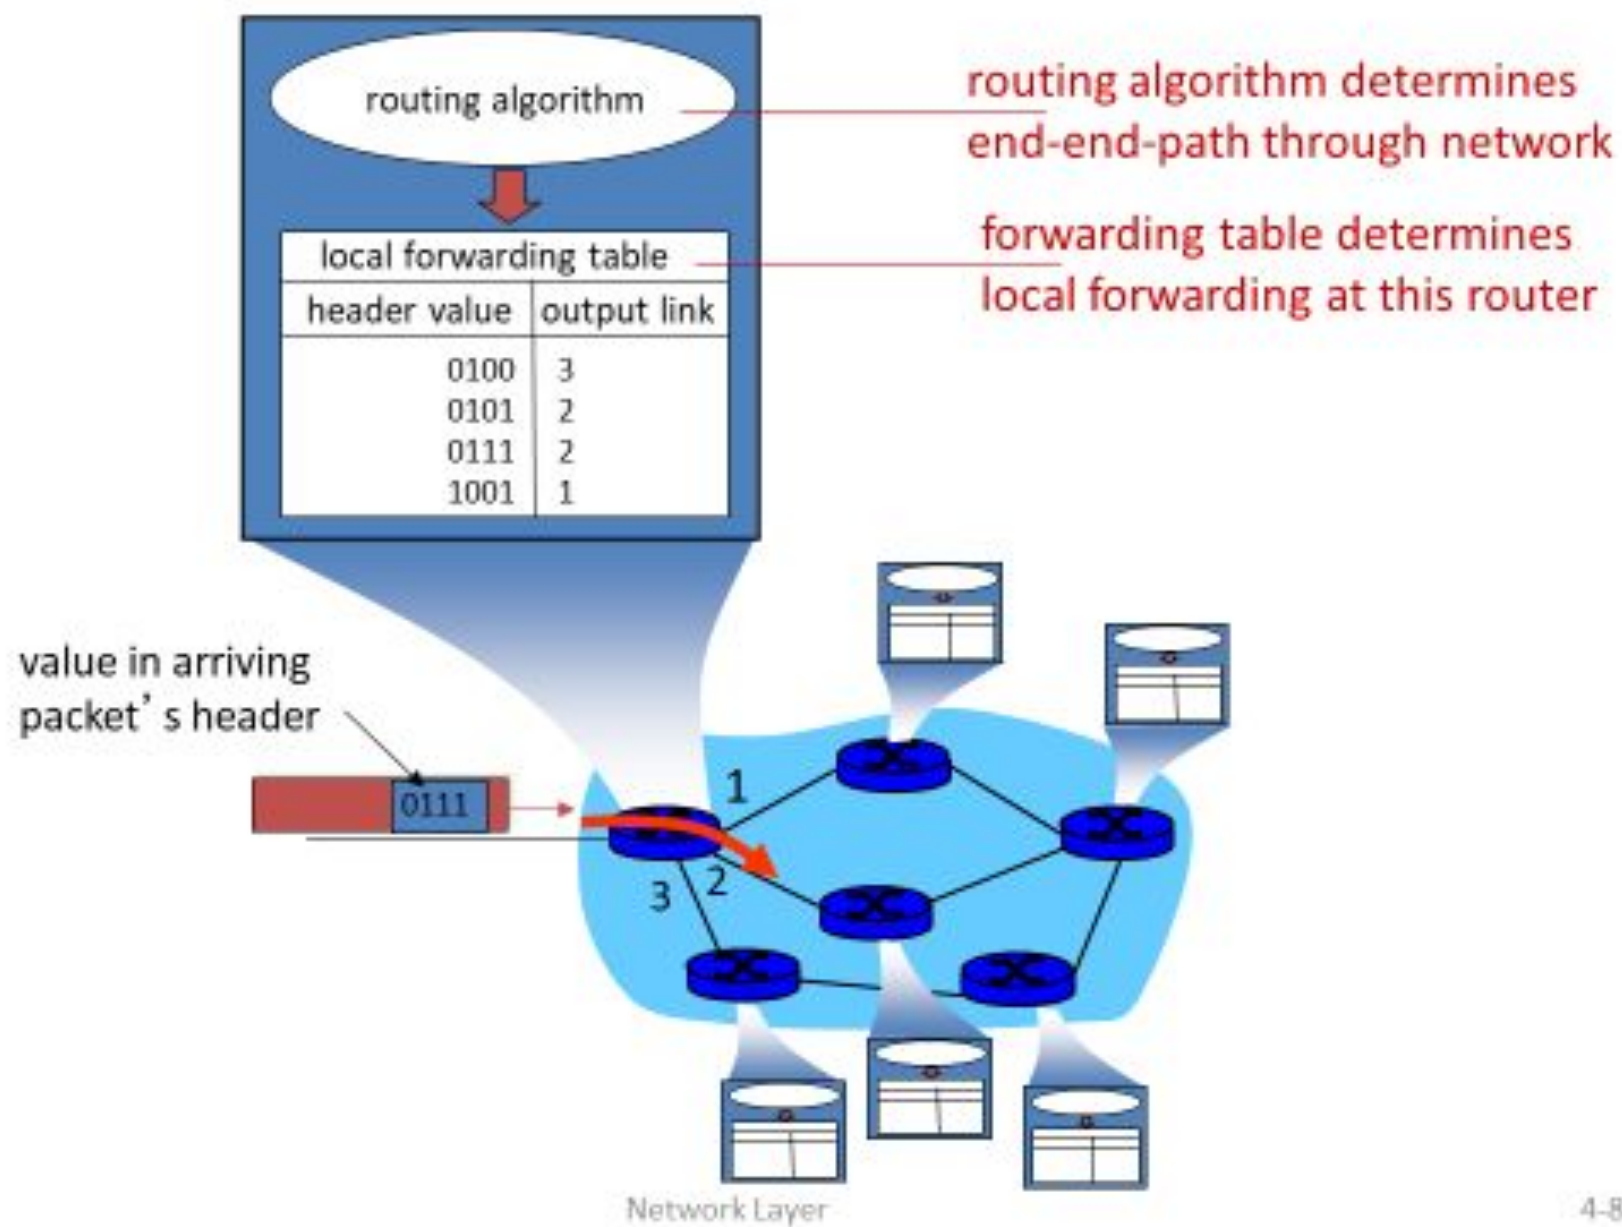 routing algorithm
routing algorithm determines
end-end-path through network
local forwarding table
forwarding table determines
local forwarding at this router
header value output link
0100 3
0101 2
0111 2
1001 1
value in arriving
packet’ s header
0111
1
2
3
Network Layer
4-8